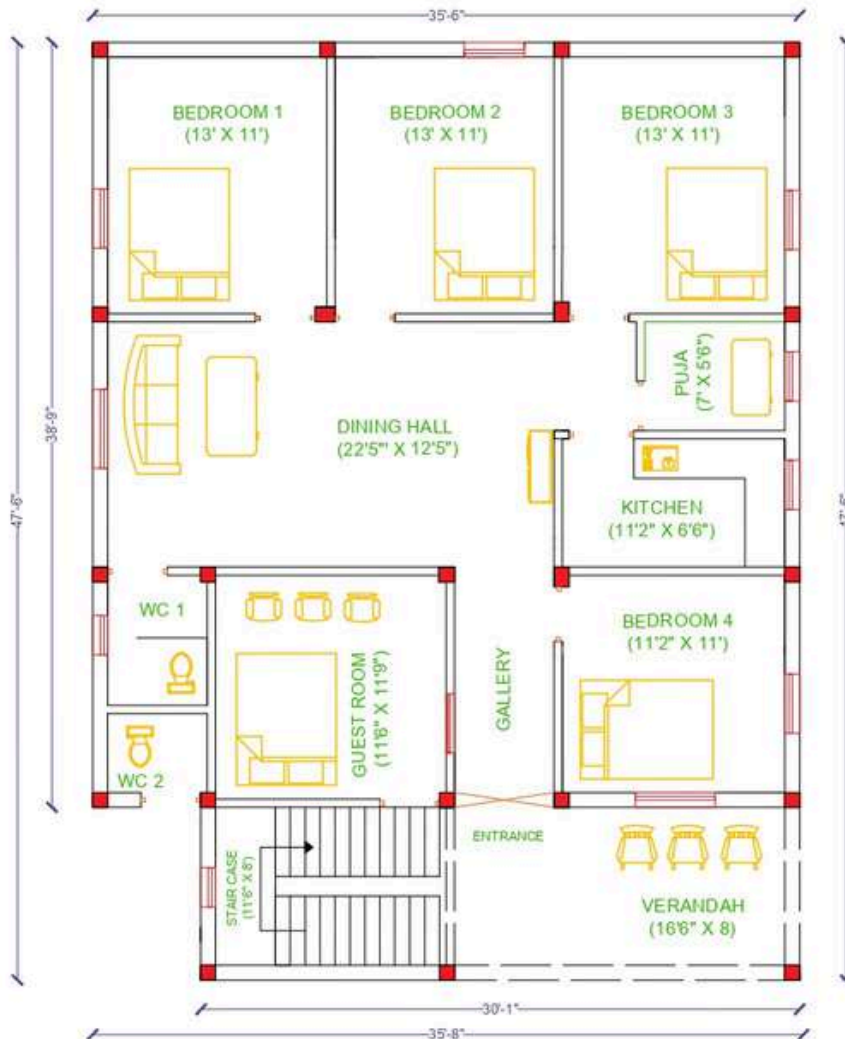 35'-6"
BEDROOM 1
(13' X 11')
BEDROOM 2
(13' X 11')
BEDROOM 3
(13' X 11')
PUJA
(7' X 5'6")
38'-9"
47'-6"
47'-6"
DINING HALL
(22'5"' X 12'5")
KITCHEN
(11'2" X 6'6")
WC 1
GUEST ROOM
(11'6" X 11'9")
GALLERY
BEDROOM 4
(11'2" X 11')
WC 2
ENTRANCE
STAIR CASE
(11'6" X 8')
VERANDAH
(16'6" X 8)
30'-1"
35'-8"